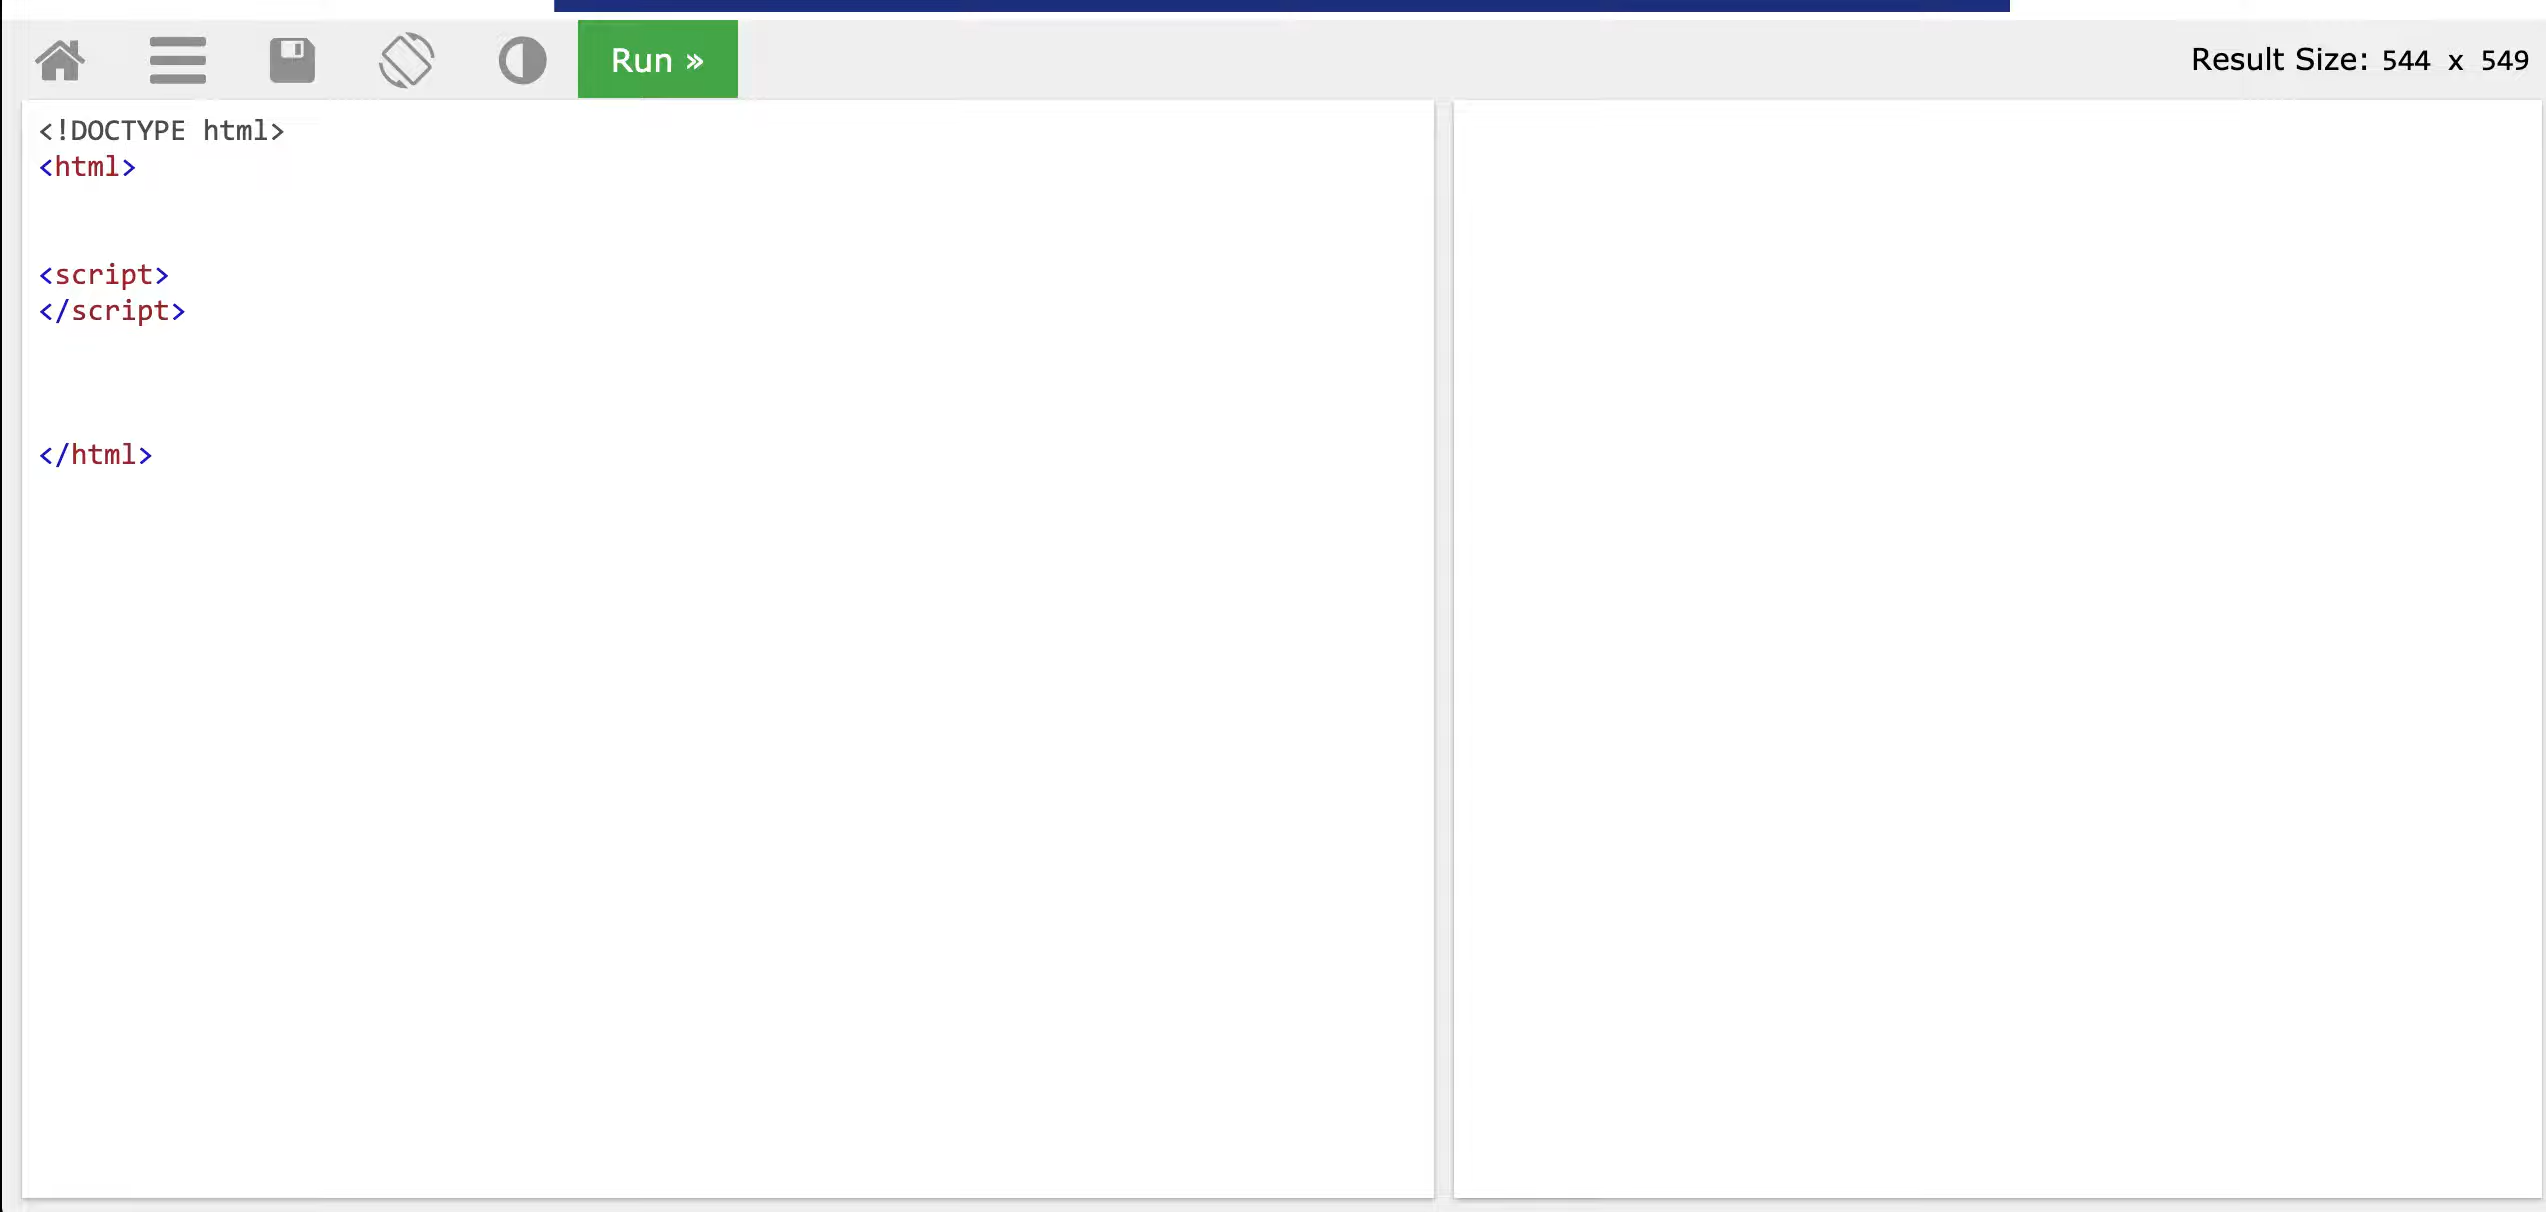 Run »
Result Size: 544 x 549
<!DOCTYPE html>
<html>
<script>
</script>
</html>